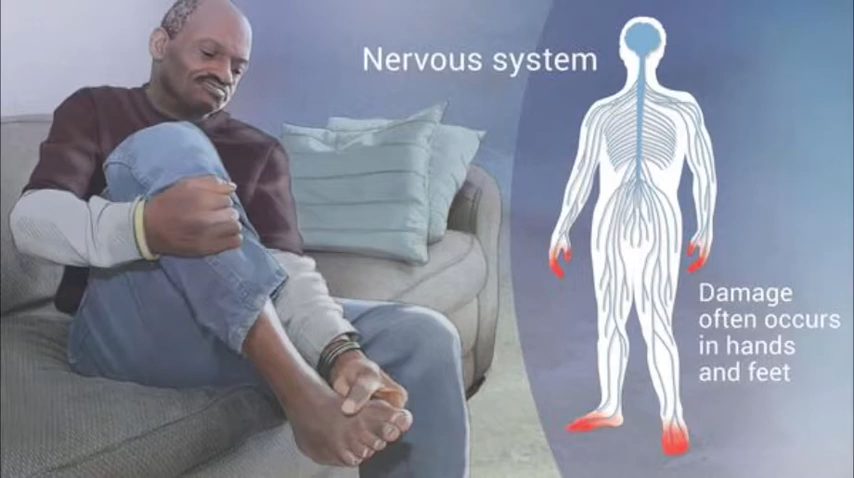 Nervous system
Damage
often occurs
in hands
and feet